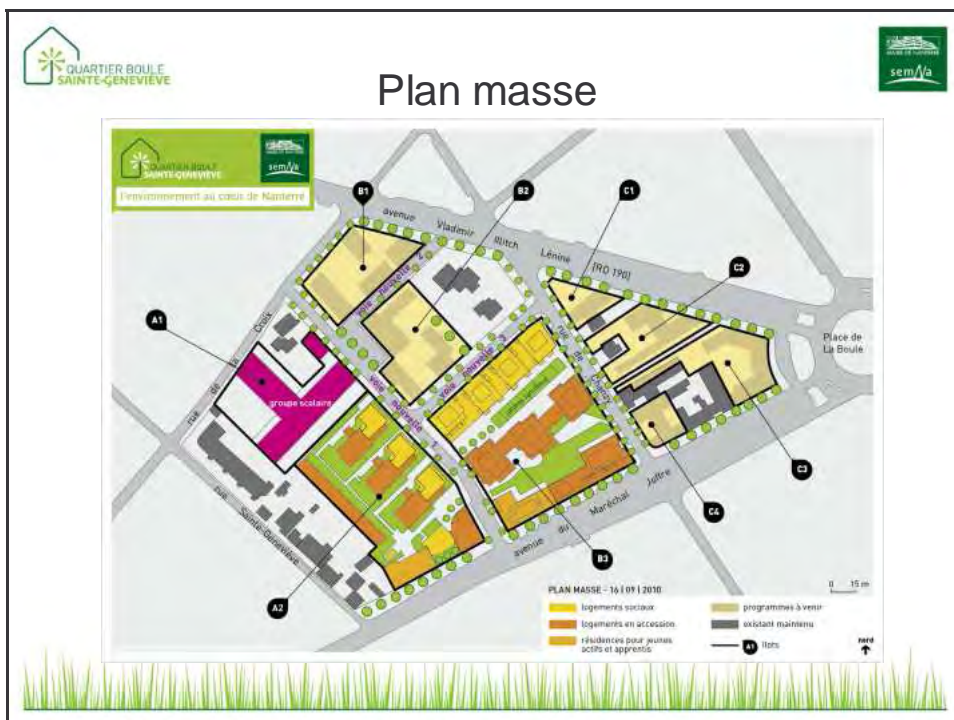 QUARTIER BOULE
SAINTE-GENEVIÈVE
semNa
Plan masse
QUARTIER BOULE
SAINTE-GENEVIÈVE
semNa
l'environnement au cœur de Nanterre
B1
B2
C1
C2
A1
C3
C4
B3
A2
avenue Vladimir Illitch Lénine (RD 190)
Place de
La Boule
rue de la Croix
voie nouvelle 2
voie nouvelle 1
voie nouvelle 3
rue de Chanzy
groupe scolaire
rue Sainte-Geneviève
avenue du Maréchal Joffre
PLAN MASSE - 16 | 09 | 2010
logements sociaux
logements en accession
résidences pour jeunes
actifs et apprentis
programmes à venir
existant maintenu
A1 îlots
0 15 m
nord